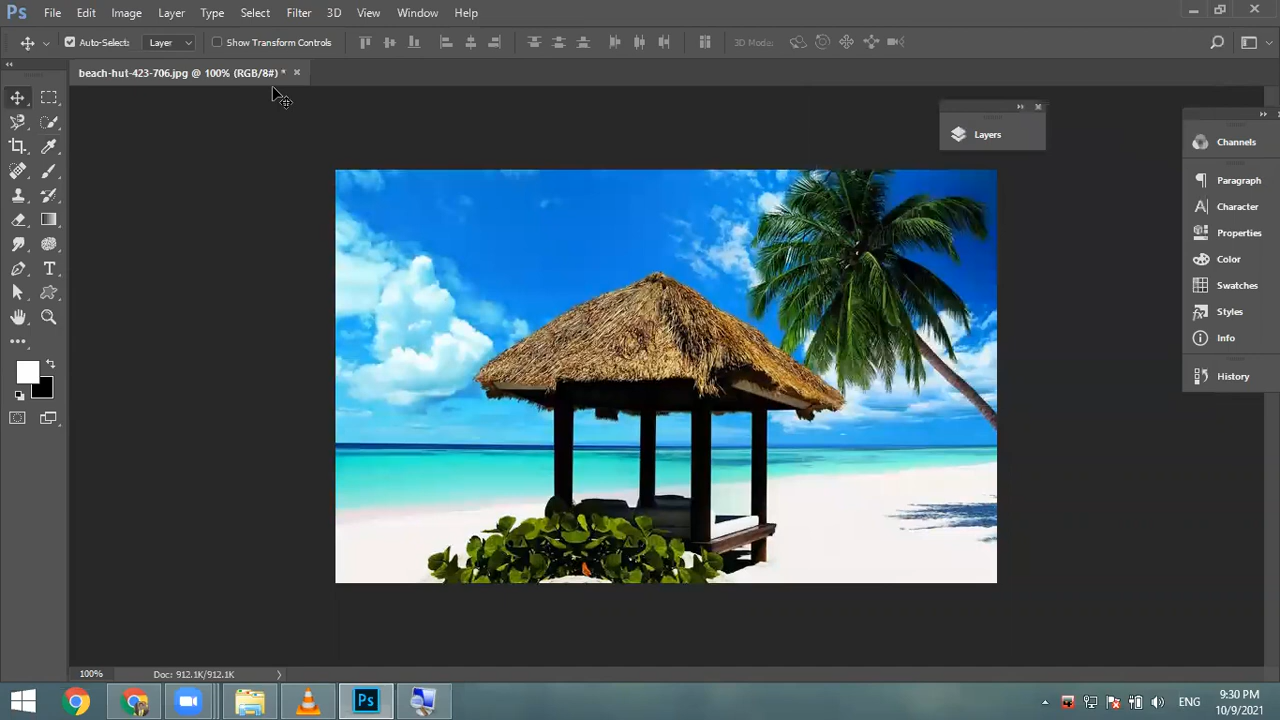 Ps File Edit Image Layer Type Select Filter 3D View Window Help
Auto-Select: Layer Show Transform Controls 3D Mode:
beach-hut-423-706.jpg @ 100% (RGB/8#) *
Layers
Channels
Paragraph
Character
Properties
Color
Swatches
Styles
Info
History
100% Doc: 912.1K/912.1K
Ps
ENG
9:30 PM
10/9/2021